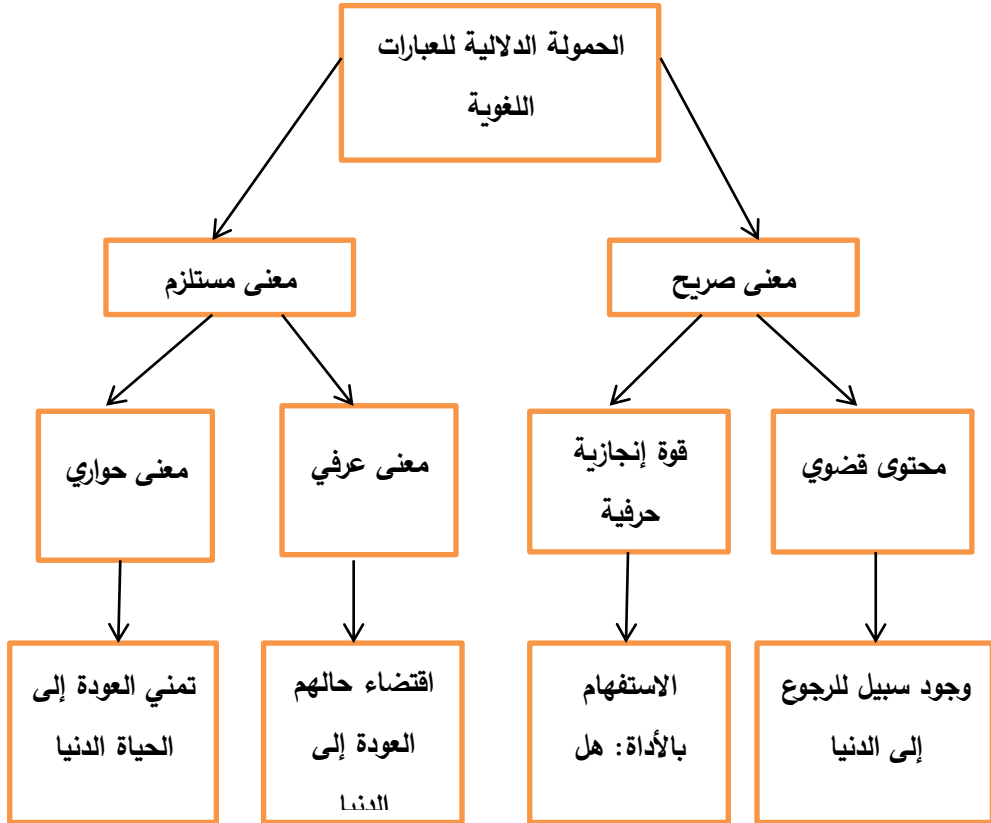 الحمولة الدلالية للعبارات
اللغوية
معنى صريح
معنى مستلزم
محتوى قضوي
قوة إنجازية
حرفية
معنى عرفي
معنى حواري
وجود سبيل للرجوع
إلى الدنيا
الاستفهام
بالأداة: هل
اقتضاء حالهم
العودة إلى
الدنيا
تمني العودة إلى
الحياة الدنيا